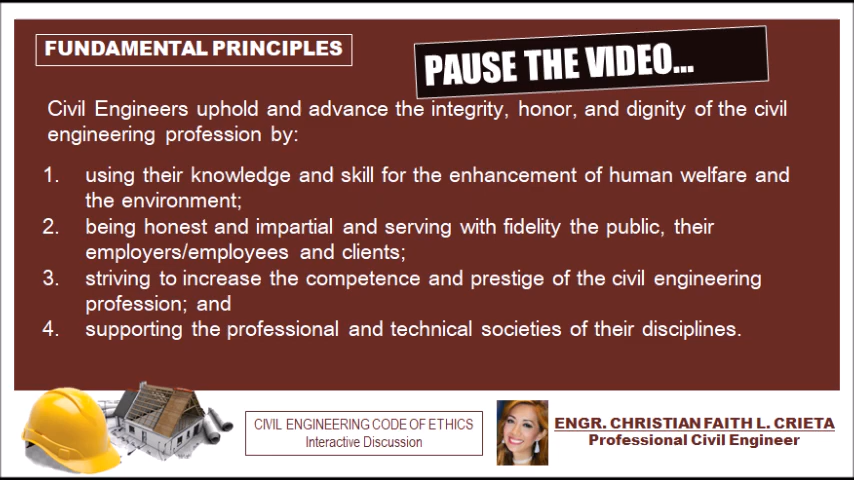 FUNDAMENTAL PRINCIPLES
PAUSE THE VIDEO...
Civil Engineers uphold and advance the integrity, honor, and dignity of the civil
engineering profession by:
1. using their knowledge and skill for the enhancement of human welfare and
the environment;
2. being honest and impartial and serving with fidelity the public, their
employers/employees and clients;
3. striving to increase the competence and prestige of the civil engineering
profession; and
4. supporting the professional and technical societies of their disciplines.
CIVIL ENGINEERING CODE OF ETHICS
Interactive Discussion
ENGR. CHRISTIAN FAITH L. CRIETA
Professional Civil Engineer